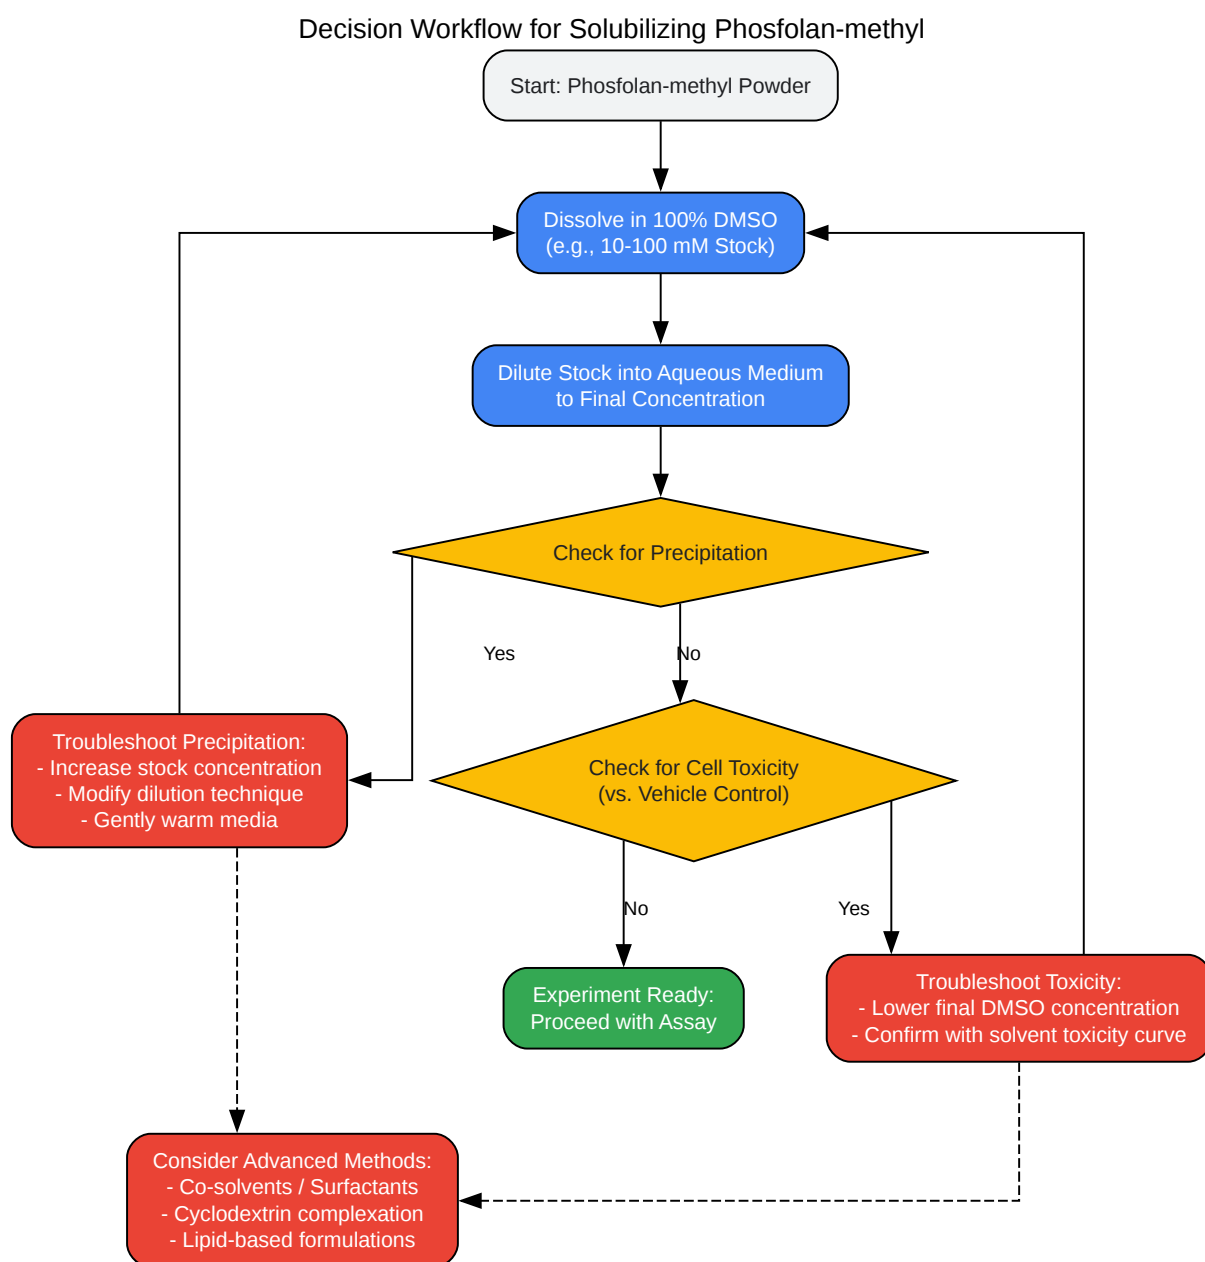 Decision Workflow for Solubilizing Phosfolan-methyl
Start: Phosfolan-methyl Powder
Dissolve in 100% DMSO
(e.g., 10-100 mM Stock)
Dilute Stock into Aqueous Medium
to Final Concentration
Check for Precipitation
Yes
No
Troubleshoot Precipitation:
- Increase stock concentration
- Modify dilution technique
- Gently warm media
Check for Cell Toxicity
(vs. Vehicle Control)
No
Yes
Experiment Ready:
Proceed with Assay
Troubleshoot Toxicity:
- Lower final DMSO concentration
- Confirm with solvent toxicity curve
Consider Advanced Methods:
- Co-solvents / Surfactants
- Cyclodextrin complexation
- Lipid-based formulations